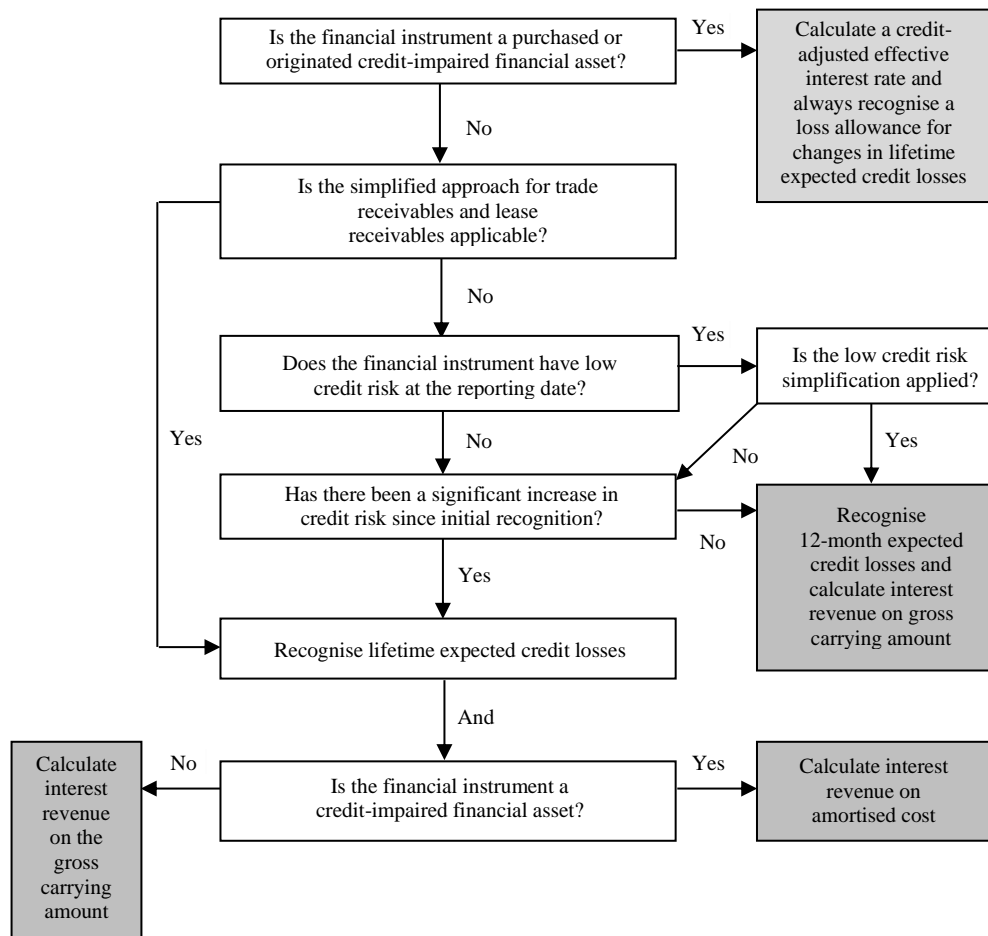 Is the financial instrument a purchased or
originated credit-impaired financial asset?
Yes
Calculate a credit-
adjusted effective
interest rate and
always recognise a
loss allowance for
changes in lifetime
expected credit losses
No
Is the simplified approach for trade
receivables and lease
receivables applicable?
No
Does the financial instrument have low
credit risk at the reporting date?
Yes
Is the low credit risk
simplification applied?
Yes
No
No
Yes
Has there been a significant increase in
credit risk since initial recognition?
No
Recognise
12-month expected
credit losses and
calculate interest
revenue on gross
carrying amount
Yes
Recognise lifetime expected credit losses
And
Is the financial instrument a
credit-impaired financial asset?
No
Calculate
interest
revenue
on the
gross
carrying
amount
Yes
Calculate interest
revenue on
amortised cost